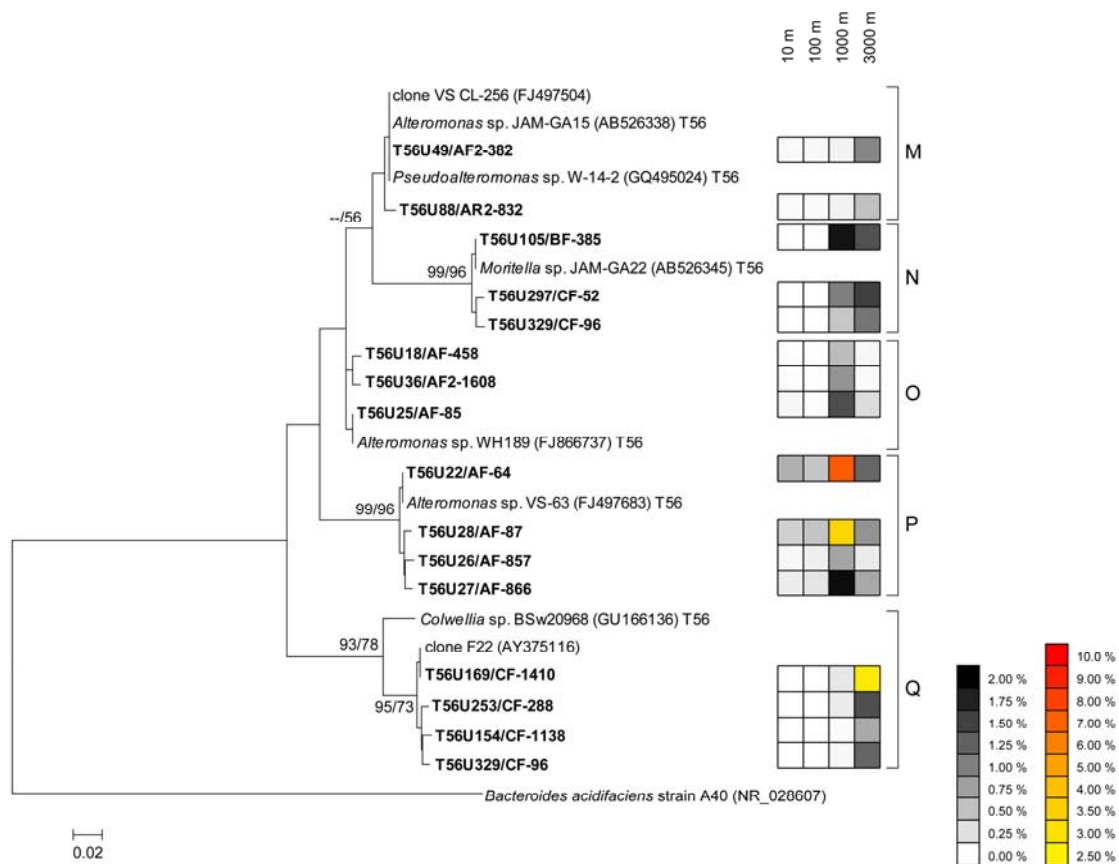 10 m
100 m
1000 m
3000 m
clone VS CL-256 (FJ497504)
Alteromonas sp. JAM-GA15 (AB526338) T56
T56U49/AF2-382
M
Pseudoalteromonas sp. W-14-2 (GQ495024) T56
T56U88/AR2-832
--/56
T56U105/BF-385
99/96
Moritella sp. JAM-GA22 (AB526345) T56
N
T56U297/CF-52
T56U329/CF-96
T56U18/AF-458
T56U36/AF2-1608
O
T56U25/AF-85
Alteromonas sp. WH189 (FJ866737) T56
T56U22/AF-64
99/96
Alteromonas sp. VS-63 (FJ497683) T56
P
T56U28/AF-87
T56U26/AF-857
T56U27/AF-866
Colwellia sp. BSw20968 (GU166136) T56
93/78
clone F22 (AY375116)
T56U169/CF-1410
Q
95/73
T56U253/CF-288
T56U154/CF-1138
T56U329/CF-96
Bacteroides acidifaciens strain A40 (NR_028607)
0.02
2.00 %
1.75 %
1.50 %
1.25 %
1.00 %
0.75 %
0.50 %
0.25 %
0.00 %
10.0 %
9.00 %
8.00 %
7.00 %
6.00 %
5.00 %
4.00 %
3.50 %
3.00 %
2.50 %